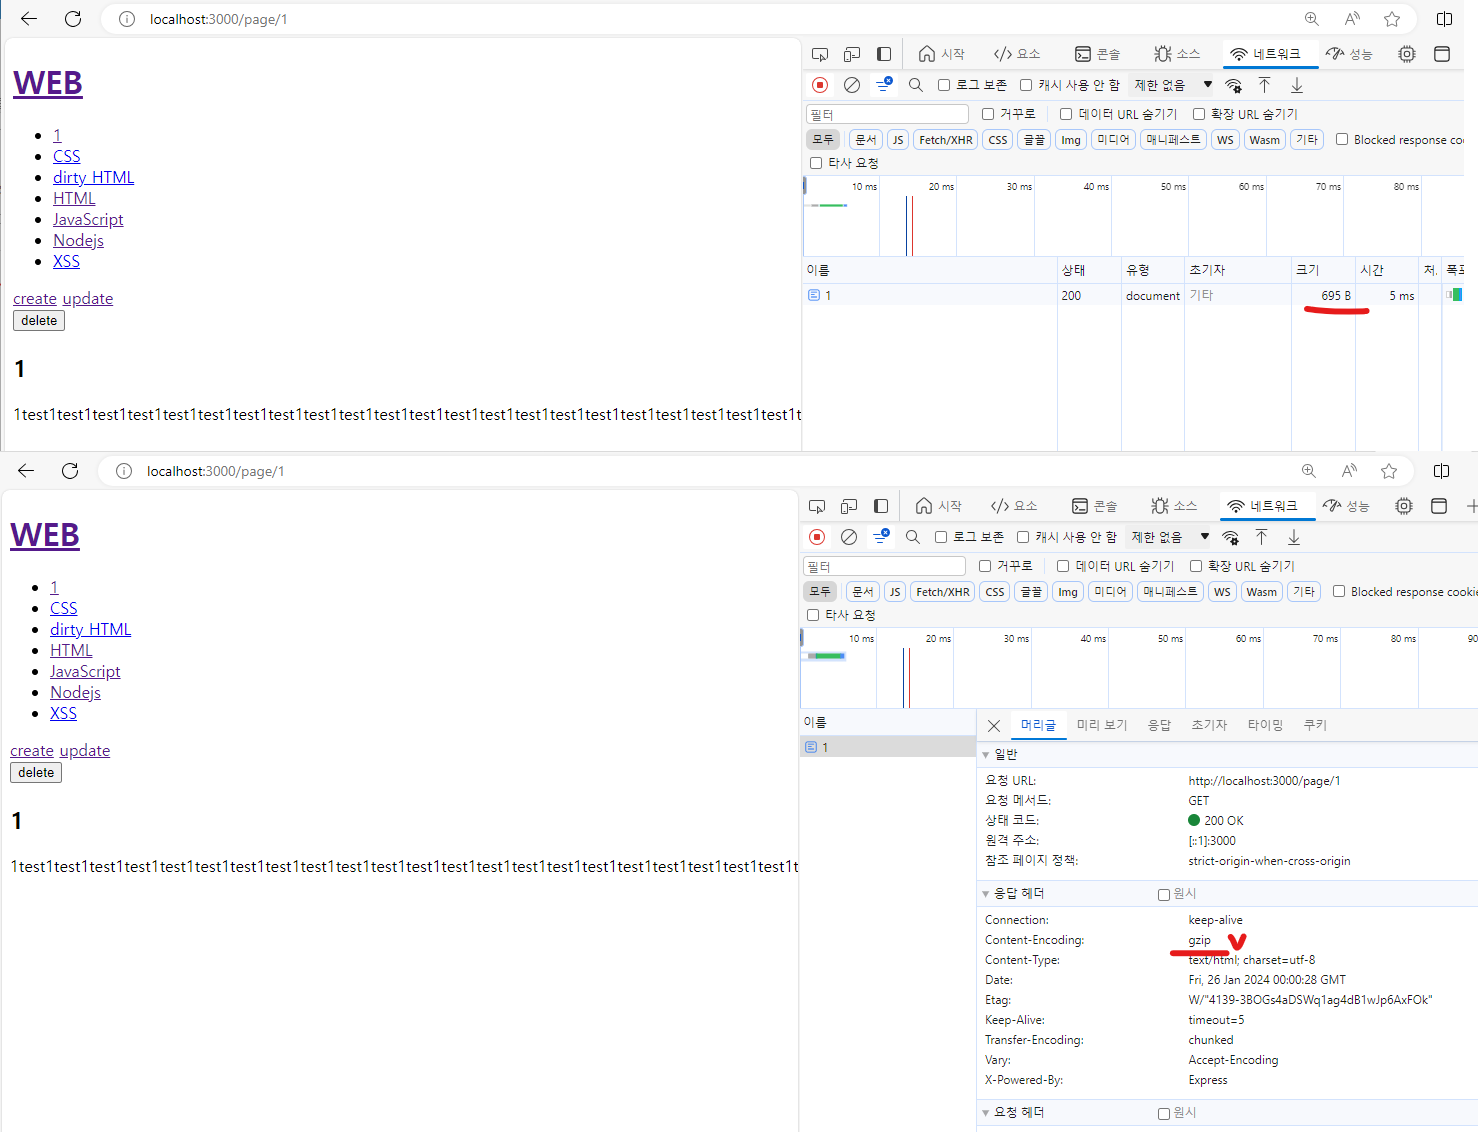 localhost:3000/page/1
WEB
1
CSS
dirty HTML
HTML
JavaScript
Nodejs
XSS
create update
delete
1
1test1test1test1test1test1test1test1test1test1test1test1test1test1test1test1test1test1test1test1test1test1t
시작 요소 콘솔 소스 네트워크 성능
로그 보존 캐시 사용 안 함 제한 없음
필터 거꾸로 데이터 URL 숨기기 확장 URL 숨기기
모두 문서 JS Fetch/XHR CSS 글꼴 Img 미디어 매니페스트 WS Wasm 기타 Blocked response coo
타사 요청
10 ms 20 ms 30 ms 40 ms 50 ms 60 ms 70 ms 80 ms
이름 상태 유형 초기자 크기 시간 처. 폭포
1 200 document 기타 695 B 5 ms
localhost:3000/page/1
WEB
1
CSS
dirty HTML
HTML
JavaScript
Nodejs
XSS
create update
delete
1
1test1test1test1test1test1test1test1test1test1test1test1test1test1test1test1test1test1test1test1test1test1t
시작 요소 콘솔 소스 네트워크 성능
로그 보존 캐시 사용 안 함 제한 없음
필터 거꾸로 데이터 URL 숨기기 확장 URL 숨기기
모두 문서 JS Fetch/XHR CSS 글꼴 Img 미디어 매니페스트 WS Wasm 기타 Blocked response cookie
타사 요청
10 ms 20 ms 30 ms 40 ms 50 ms 60 ms 70 ms 80 ms 90
이름
1
머리글 미리 보기 응답 초기자 타이밍 쿠키
일반
요청 URL: http://localhost:3000/page/1
요청 메서드: GET
상태 코드: 200 OK
원격 주소: [::1]:3000
참조 페이지 정책: strict-origin-when-cross-origin
응답 헤더 원시
Connection: keep-alive
Content-Encoding: gzip
Content-Type: text/html; charset=utf-8
Date: Fri, 26 Jan 2024 00:00:28 GMT
Etag: W/"4139-3BOGs4aDSWq1ag4dB1wJp6AxFOk"
Keep-Alive: timeout=5
Transfer-Encoding: chunked
Vary: Accept-Encoding
X-Powered-By: Express
요청 헤더 원시